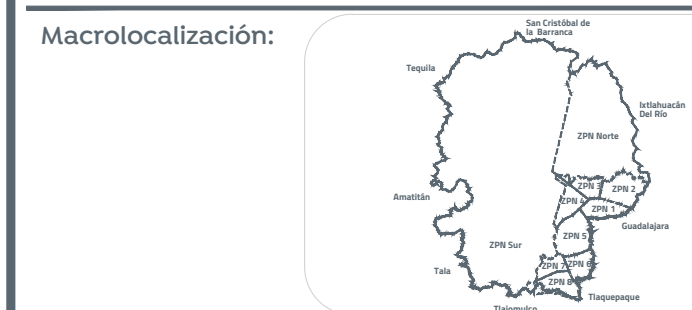 Macrolocalización:
San Cristóbal de
la Barranca
Tequila
Ixtlahuacán
Del Río
ZPN Norte
ZPN 3
ZPN 2
Amatitán
ZPN 4
ZPN 1
Guadalajara
ZPN 5
ZPN Sur
ZPN 7
ZPN 6
Tala
ZPN 8
Tlaquepaque
Tlajomulco